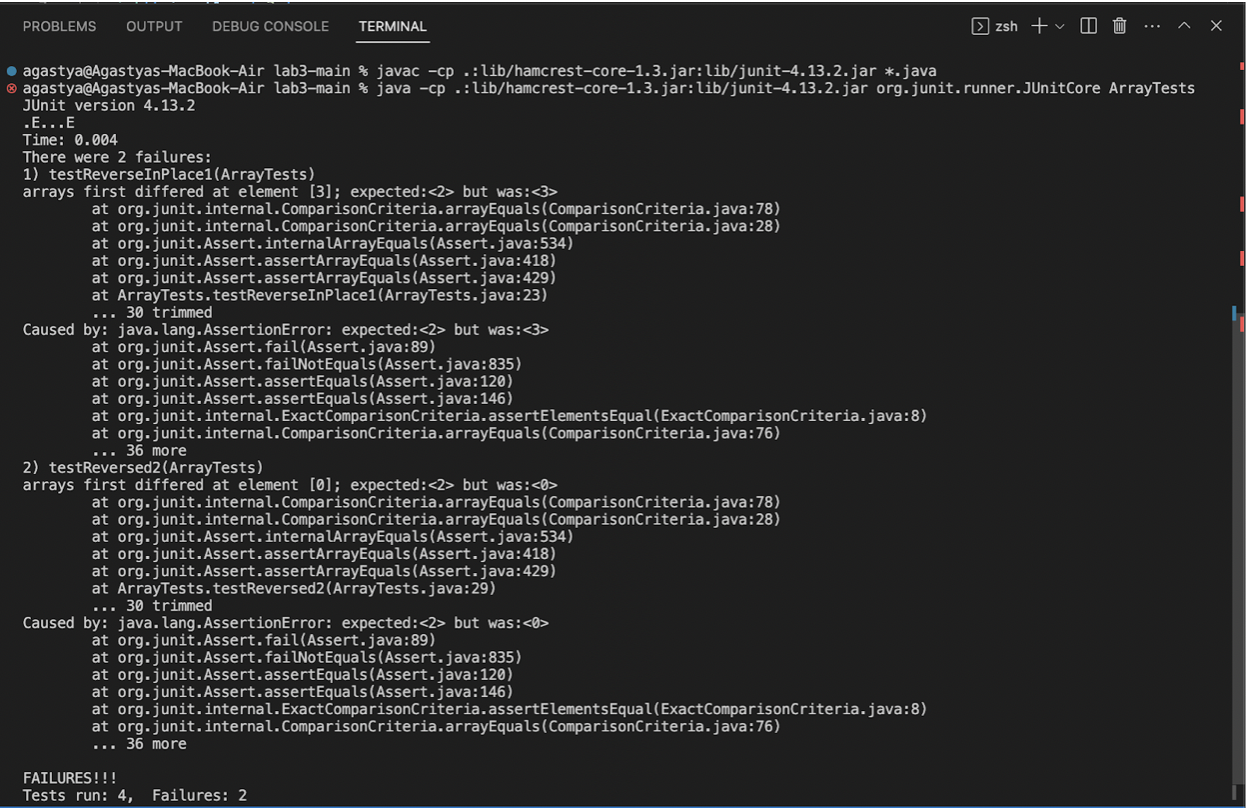 PROBLEMS OUTPUT DEBUG CONSOLE TERMINAL zsh
agastya@Agastyas-MacBook-Air lab3-main % javac -cp .:lib/hamcrest-core-1.3.jar:lib/junit-4.13.2.jar *.java
agastya@Agastyas-MacBook-Air lab3-main % java -cp .:lib/hamcrest-core-1.3.jar:lib/junit-4.13.2.jar org.junit.runner.JUnitCore ArrayTests
JUnit version 4.13.2
.E...E
Time: 0.004
There were 2 failures:
1) testReverseInPlace1(ArrayTests)
arrays first differed at element [3]; expected:<2> but was:<3>
at org.junit.internal.ComparisonCriteria.arrayEquals(ComparisonCriteria.java:78)
at org.junit.internal.ComparisonCriteria.arrayEquals(ComparisonCriteria.java:28)
at org.junit.Assert.internalArrayEquals(Assert.java:534)
at org.junit.Assert.assertArrayEquals(Assert.java:418)
at org.junit.Assert.assertArrayEquals(Assert.java:429)
at ArrayTests.testReverseInPlace1(ArrayTests.java:23)
... 30 trimmed
Caused by: java.lang.AssertionError: expected:<2> but was:<3>
at org.junit.Assert.fail(Assert.java:89)
at org.junit.Assert.failNotEquals(Assert.java:835)
at org.junit.Assert.assertEquals(Assert.java:120)
at org.junit.Assert.assertEquals(Assert.java:146)
at org.junit.internal.ExactComparisonCriteria.assertElementsEqual(ExactComparisonCriteria.java:8)
at org.junit.internal.ComparisonCriteria.arrayEquals(ComparisonCriteria.java:76)
... 36 more
2) testReversed2(ArrayTests)
arrays first differed at element [0]; expected:<2> but was:<0>
at org.junit.internal.ComparisonCriteria.arrayEquals(ComparisonCriteria.java:78)
at org.junit.internal.ComparisonCriteria.arrayEquals(ComparisonCriteria.java:28)
at org.junit.Assert.internalArrayEquals(Assert.java:534)
at org.junit.Assert.assertArrayEquals(Assert.java:418)
at org.junit.Assert.assertArrayEquals(Assert.java:429)
at ArrayTests.testReversed2(ArrayTests.java:29)
... 30 trimmed
Caused by: java.lang.AssertionError: expected:<2> but was:<0>
at org.junit.Assert.fail(Assert.java:89)
at org.junit.Assert.failNotEquals(Assert.java:835)
at org.junit.Assert.assertEquals(Assert.java:120)
at org.junit.Assert.assertEquals(Assert.java:146)
at org.junit.internal.ExactComparisonCriteria.assertElementsEqual(ExactComparisonCriteria.java:8)
at org.junit.internal.ComparisonCriteria.arrayEquals(ComparisonCriteria.java:76)
... 36 more
FAILURES!!!
Tests run: 4,  Failures: 2